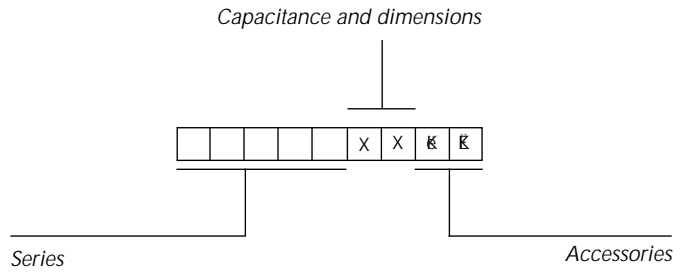 Capacitance and dimensions
X X
Series
Accessories